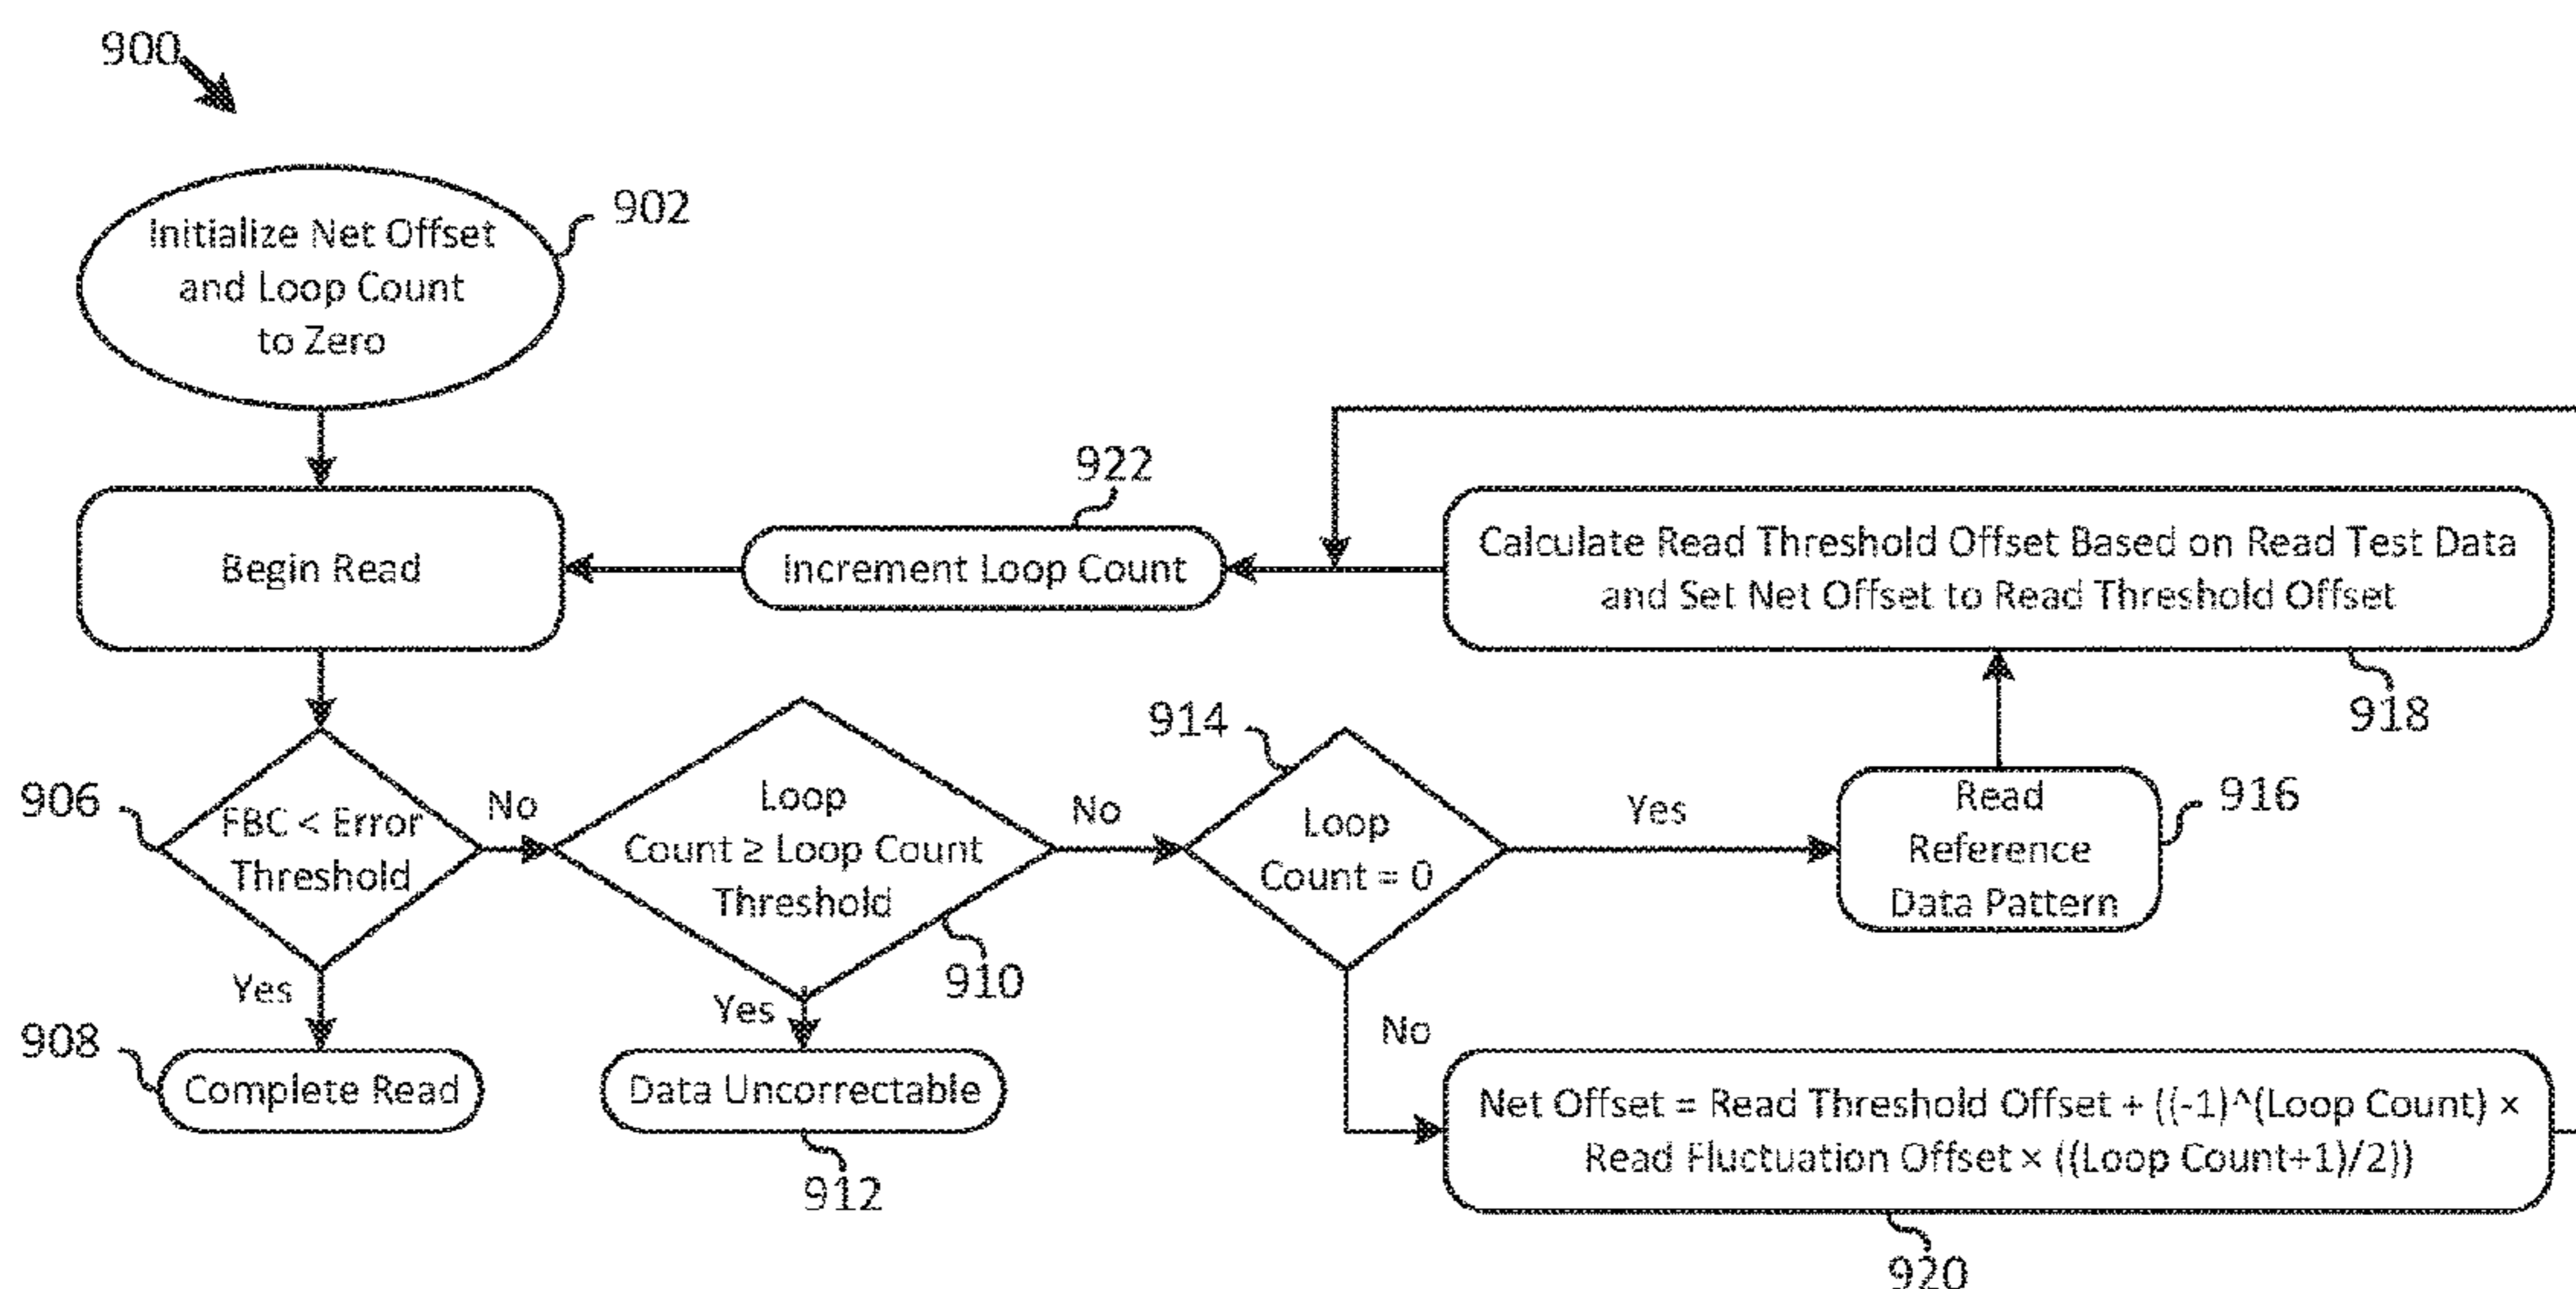 900
Initialize Net Offset
and Loop Count
to Zero
902
Begin Read
922
Increment Loop Count
Calculate Read Threshold Offset Based on Read Test Data
and Set Net Offset to Read Threshold Offset
918
906
FBC < Error
Threshold
No
Yes
908
Complete Read
Loop
Count ≥ Loop Count
Threshold
910
No
Yes
Data Uncorrectable
912
914
Loop
Count = 0
Yes
Read
Reference
Data Pattern
916
No
Net Offset = Read Threshold Offset + ((-1)^(Loop Count) ×
Read Fluctuation Offset × ((Loop Count+1)/2))
920